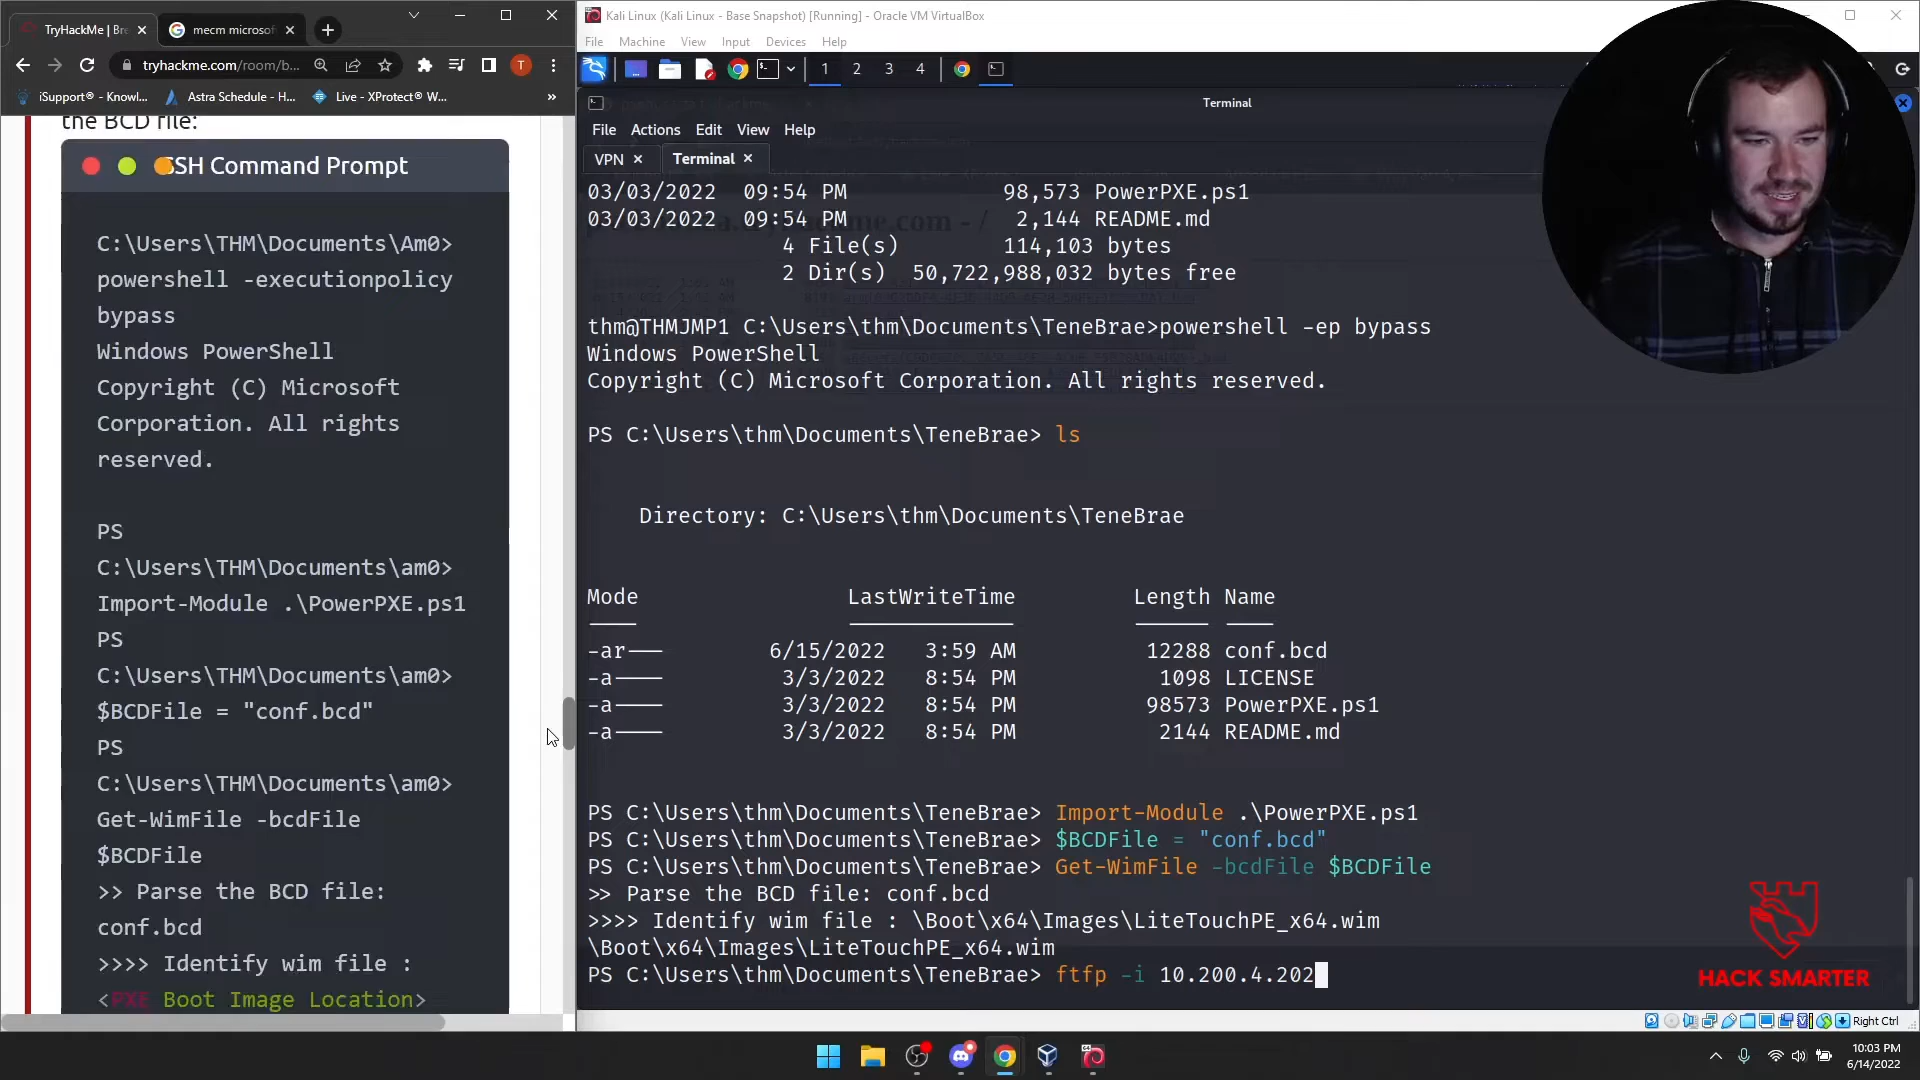 TryHackMe | Bre
mecm microsof
Kali Linux (Kali Linux - Base Snapshot) [Running] - Oracle VM VirtualBox
File Machine View Input Devices Help
tryhackme.com/room/b...
T
1 2 3 4
iSupport® - Knowl...
Astra Schedule - H...
Live - XProtect® W...
»
the BCD file:
SSH Command Prompt
C:\Users\THM\Documents\Am0>
powershell -executionpolicy
bypass
Windows PowerShell
Copyright (C) Microsoft
Corporation. All rights
reserved.
PS
C:\Users\THM\Documents\am0>
Import-Module .\PowerPXE.ps1
PS
C:\Users\THM\Documents\am0>
$BCDFile = "conf.bcd"
PS
C:\Users\THM\Documents\am0>
Get-WimFile -bcdFile
$BCDFile
>> Parse the BCD file:
conf.bcd
>>>> Identify wim file :
<PXE Boot Image Location>
Terminal
File Actions Edit View Help
VPN
Terminal
03/03/2022  09:54 PM            98,573 PowerPXE.ps1
03/03/2022  09:54 PM             2,144 README.md
4 File(s)        114,103 bytes
2 Dir(s)  50,722,988,032 bytes free
thm@THMJMP1 C:\Users\thm\Documents\TeneBrae>powershell -ep bypass
Windows PowerShell
Copyright (C) Microsoft Corporation. All rights reserved.
PS C:\Users\thm\Documents\TeneBrae> ls
Directory: C:\Users\thm\Documents\TeneBrae
Mode                LastWriteTime         Length Name
----                -------------         ------ ----
-ar---        6/15/2022   3:59 AM          12288 conf.bcd
-a----         3/3/2022   8:54 PM           1098 LICENSE
-a----         3/3/2022   8:54 PM          98573 PowerPXE.ps1
-a----         3/3/2022   8:54 PM           2144 README.md
PS C:\Users\thm\Documents\TeneBrae> Import-Module .\PowerPXE.ps1
PS C:\Users\thm\Documents\TeneBrae> $BCDFile = "conf.bcd"
PS C:\Users\thm\Documents\TeneBrae> Get-WimFile -bcdFile $BCDFile
>> Parse the BCD file: conf.bcd
>>>> Identify wim file : \Boot\x64\Images\LiteTouchPE_x64.wim
\Boot\x64\Images\LiteTouchPE_x64.wim
PS C:\Users\thm\Documents\TeneBrae> ftfp -i 10.200.4.202
HACK SMARTER
Right Ctrl
10:03 PM
6/14/2022